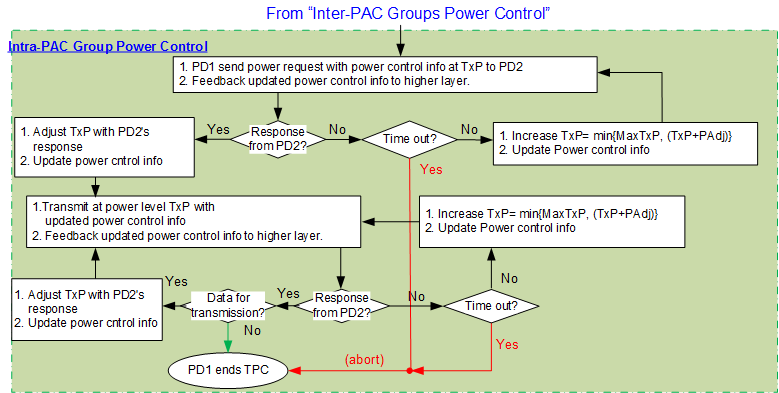 From “Inter-PAC Groups Power Control”
Intra-PAC Group Power Control
1. PD1 send power request with power control info at TxP to PD2
2. Feedback updated power control info to higher layer.
Yes
Response
from PD2?
No
Time out?
No
Yes
1. Adjust TxP with PD2's
response
2. Update power cntrol info
1. Increase TxP= min{MaxTxP, (TxP+PAdj)}
2. Update Power control info
1.Transmit at power level TxP with
updated power control info
2. Feedback updated power control info to higher layer.
1. Increase TxP= min{MaxTxP, (TxP+PAdj)}
2. Update Power control info
Yes
No
1. Adjust TxP with PD2's
response
2. Update power cntrol info
Data for
transmission?
Yes
Response
from PD2?
No
Time out?
No
Yes
(abort)
PD1 ends TPC